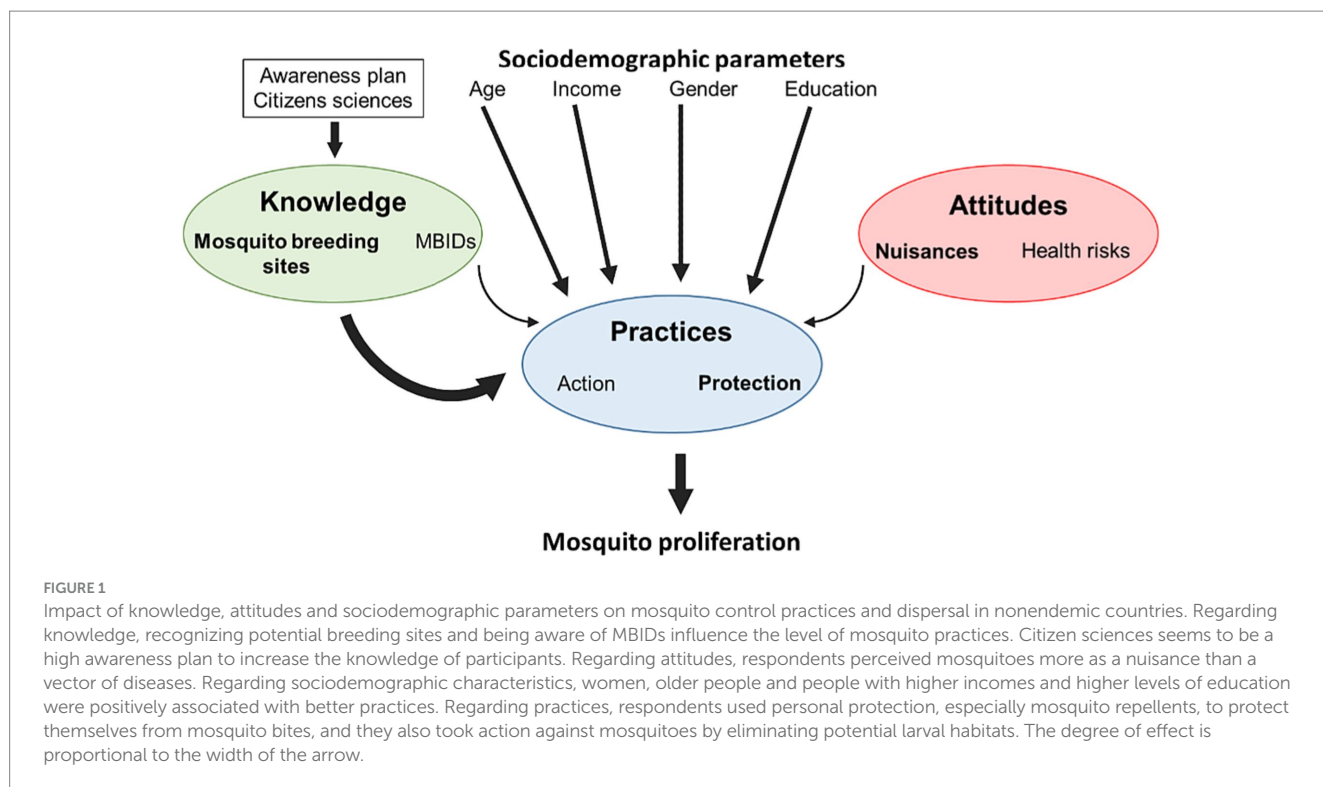 Sociodemographic parameters
Awareness plan
Citizens sciences
Age Income Gender Education
Knowledge
Mosquito breeding sites MBIDs
Attitudes
Nuisances Health risks
Practices
Action Protection
Mosquito proliferation
FIGURE 1
Impact of knowledge, attitudes and sociodemographic parameters on mosquito control practices and dispersal in nonendemic countries. Regarding
knowledge, recognizing potential breeding sites and being aware of MBIDs influence the level of mosquito practices. Citizen sciences seems to be a
high awareness plan to increase the knowledge of participants. Regarding attitudes, respondents perceived mosquitoes more as a nuisance than a
vector of diseases. Regarding sociodemographic characteristics, women, older people and people with higher incomes and higher levels of education
were positively associated with better practices. Regarding practices, respondents used personal protection, especially mosquito repellents, to protect
themselves from mosquito bites, and they also took action against mosquitoes by eliminating potential larval habitats. The degree of effect is
proportional to the width of the arrow.